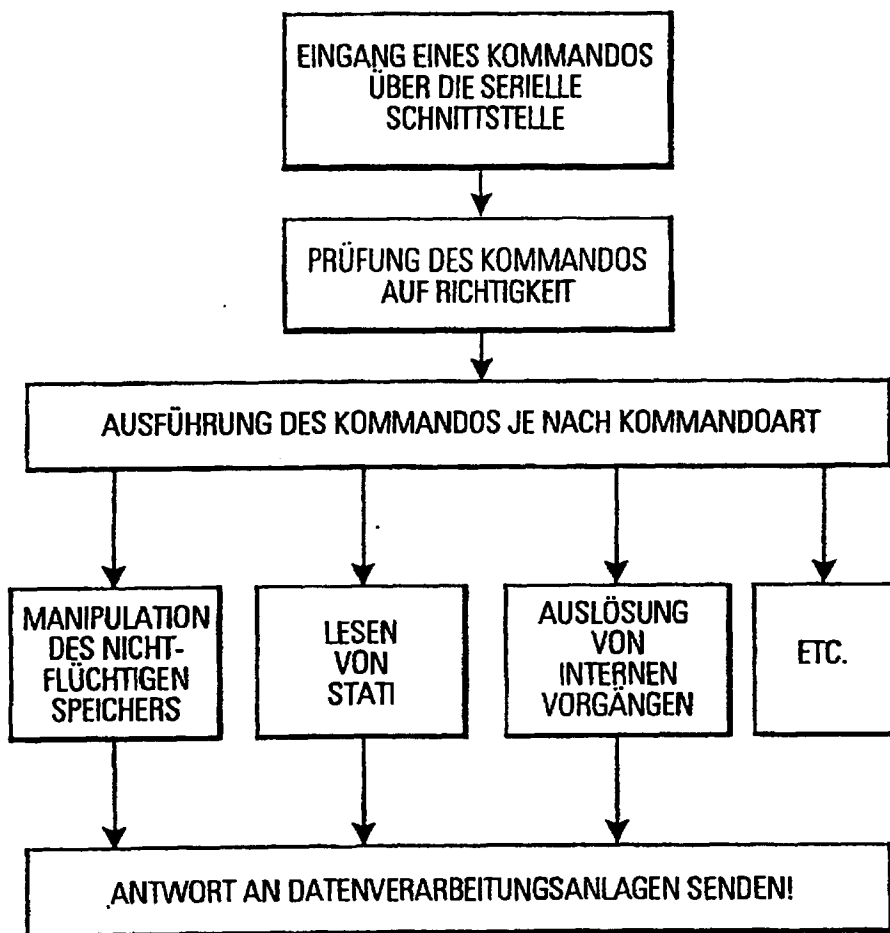 EINGANG EINES KOMMANDOS
ÜBER DIE SERIELLE
SCHNITTSTELLE
PRÜFUNG DES KOMMANDOS
AUF RICHTIGKEIT
AUSFÜHRUNG DES KOMMANDOS JE NACH KOMMANDOART
MANIPULATION
DES NICHT-
FLÜCHTIGEN
SPEICHERS
LESEN
VON
STATI
AUSLÖSUNG
VON
INTERNEN
VORGÄNGEN
ETC.
ANTWORT AN DATENVERARBEITUNGSANLAGEN SENDEN!